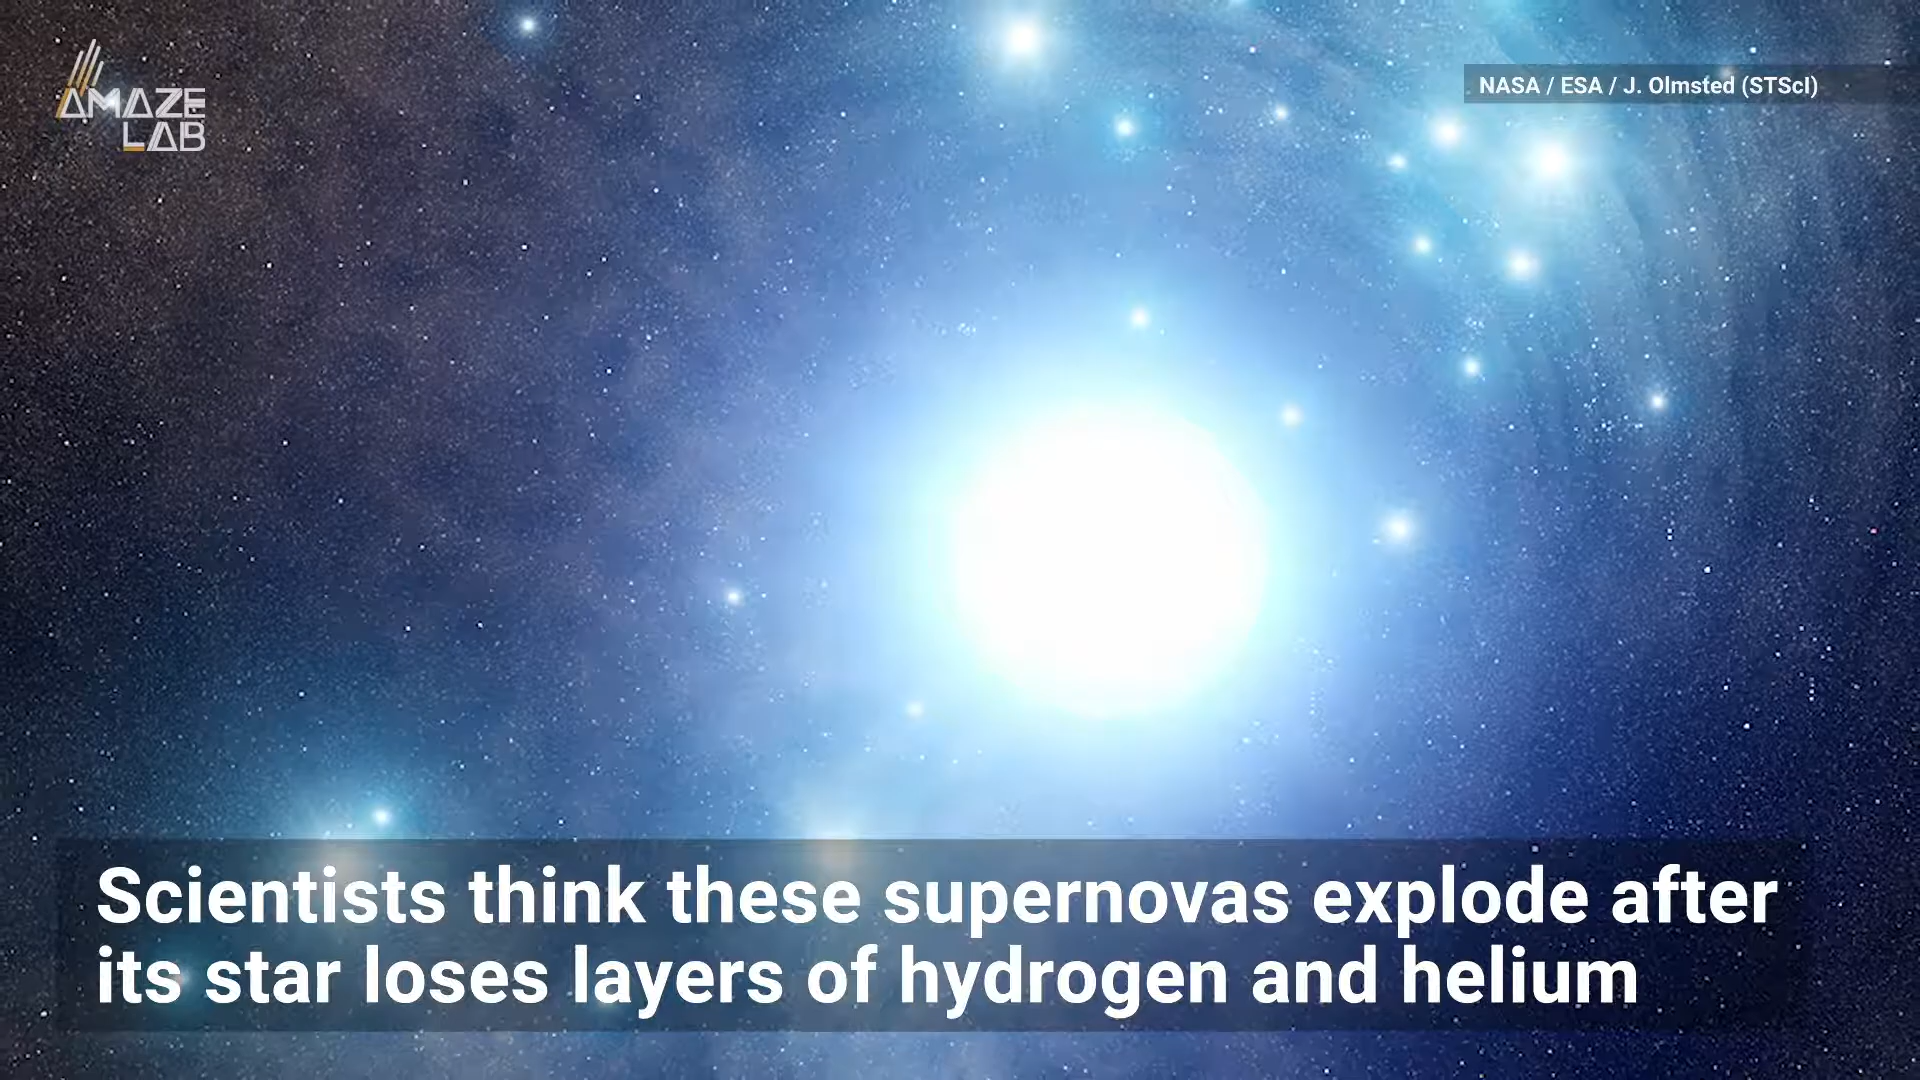 AMAZE
LAB
NASA / ESA / J. Olmsted (STScI)
Scientists think these supernovas explode after
its star loses layers of hydrogen and helium